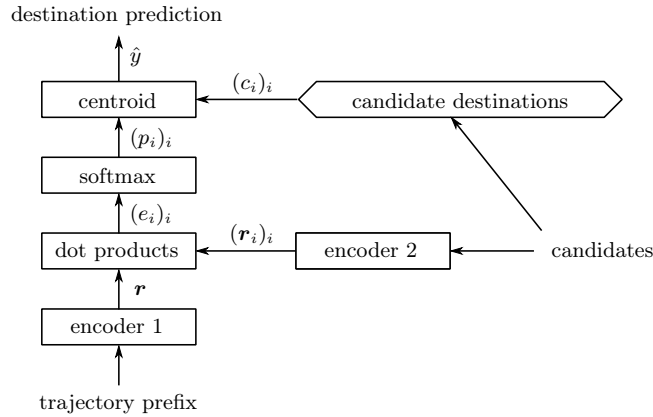 destination prediction
ŷ
centroid
(c_i)_i
candidate destinations
(p_i)_i
softmax
(e_i)_i
dot products
(r_i)_i
encoder 2
candidates
r
encoder 1
trajectory prefix